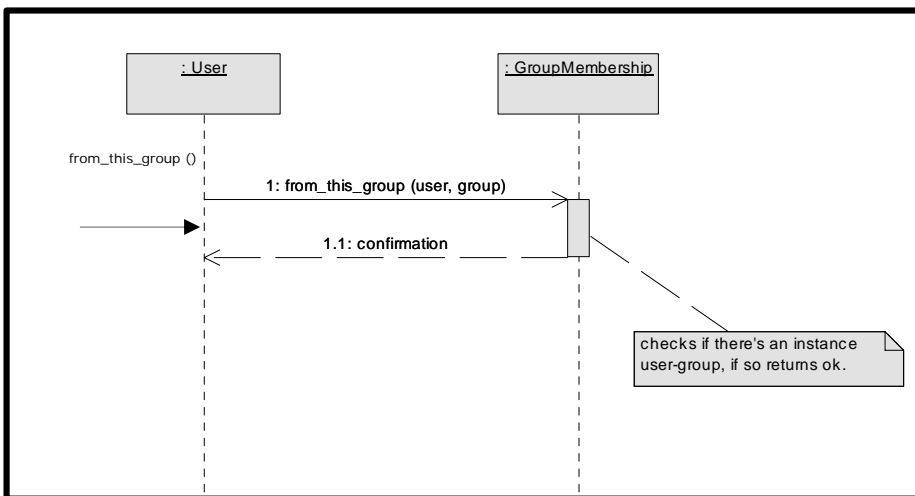 : User
: GroupMembership
from_this_group ()
1: from_this_group (user, group)
1.1: confirmation
checks if there's an instance
user-group, if so returns ok.